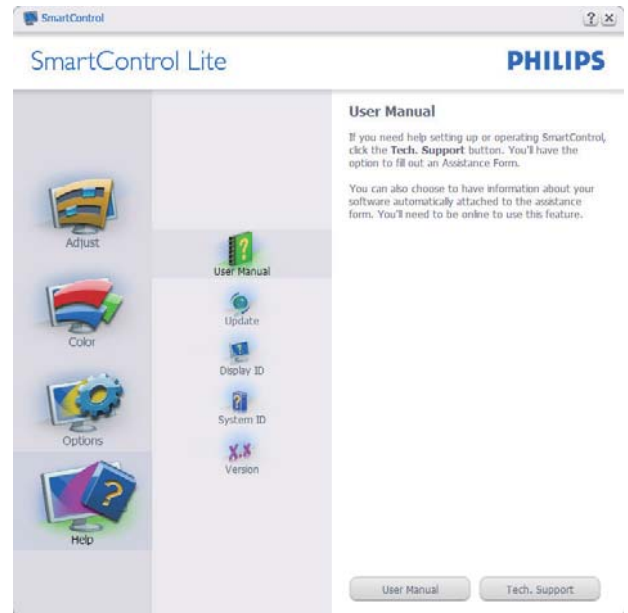 SmartControl
SmartControl Lite
PHILIPS
Adjust
Color
Options
Help
User Manual
Update
Display ID
System ID
X.X
Version
User Manual
If you need help setting up or operating SmartControl,
click the Tech. Support button. You'll have the
option to fill out an Assistance Form.
You can also choose to have information about your
software automatically attached to the assistance
form. You'll need to be online to use this feature.
User Manual
Tech. Support